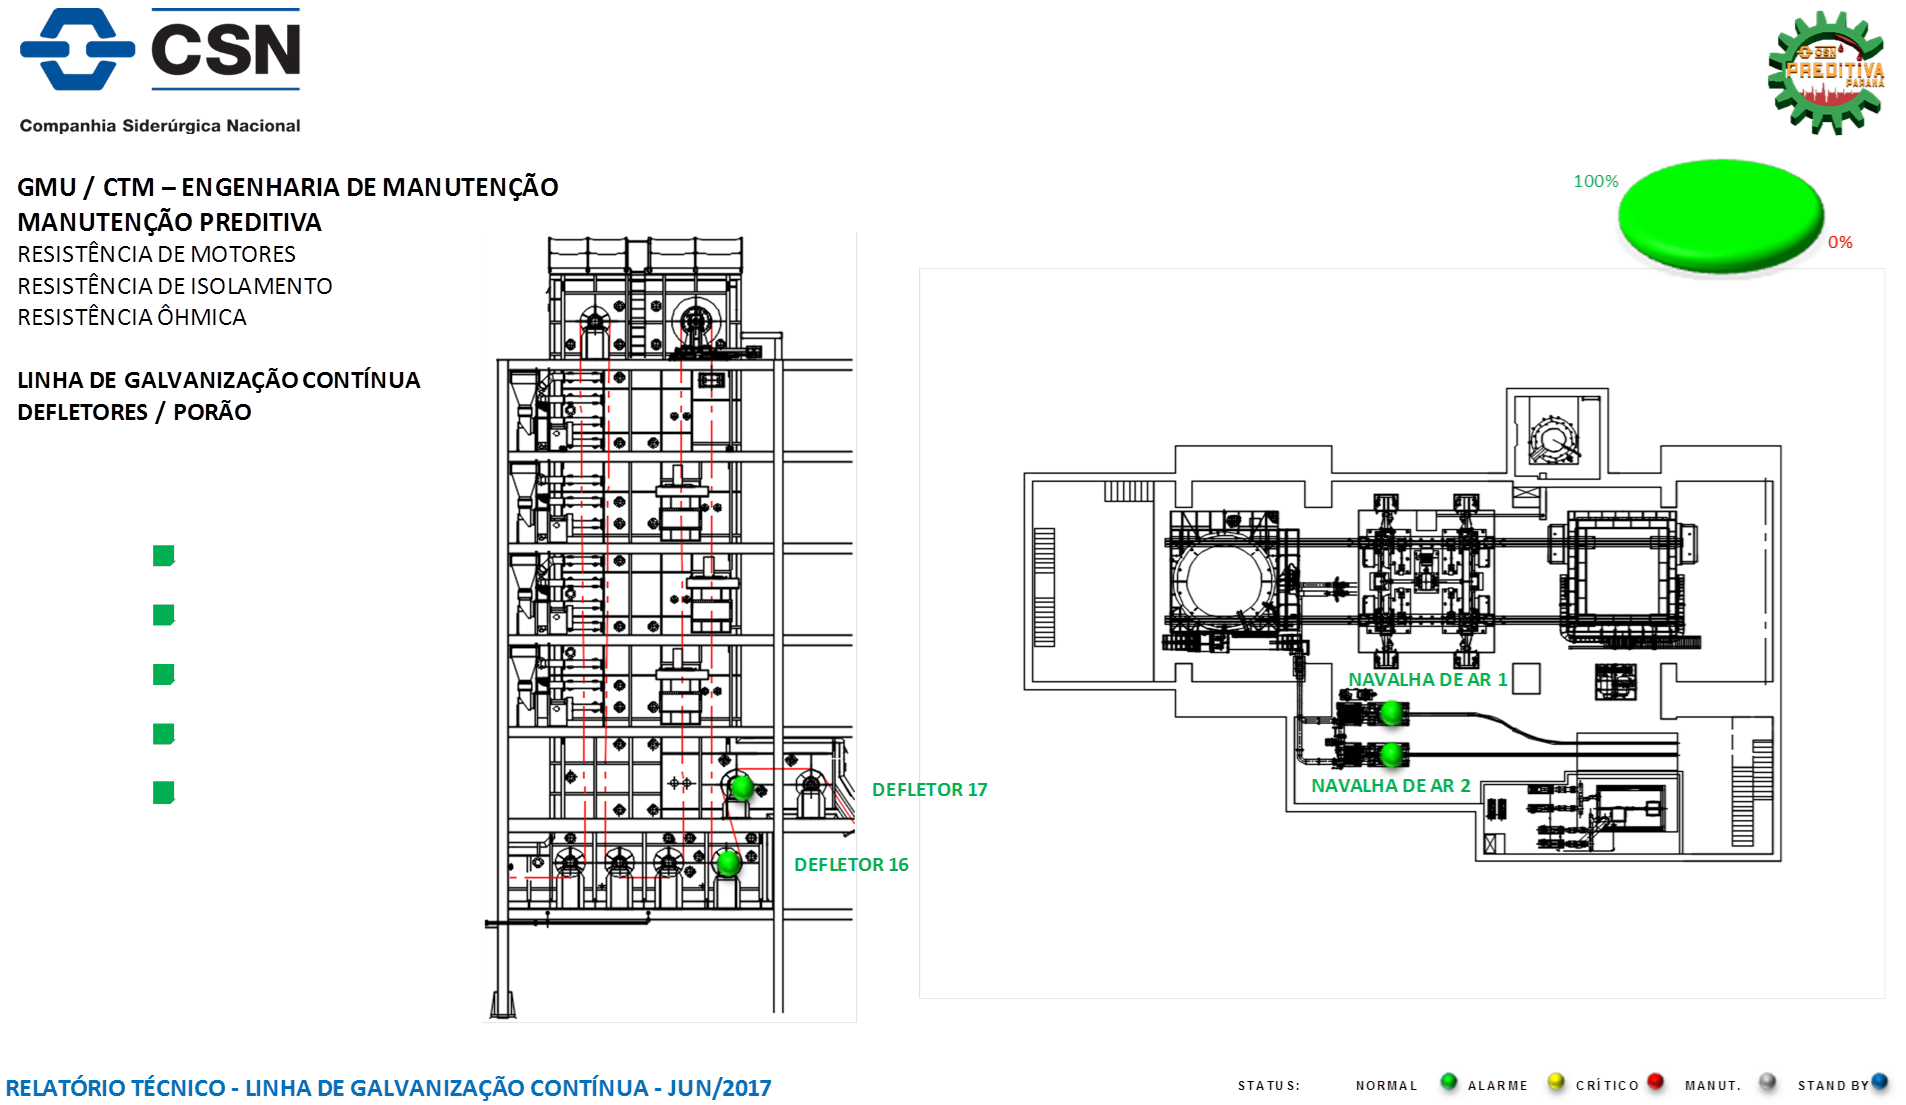 CSN
Companhia Siderúrgica Nacional
CSN
PREDITIVA
PARANÁ
GMU / CTM – ENGENHARIA DE MANUTENÇÃO
MANUTENÇÃO PREDITIVA
RESISTÊNCIA DE MOTORES
RESISTÊNCIA DE ISOLAMENTO
RESISTÊNCIA ÔHMICA
LINHA DE GALVANIZAÇÃO CONTÍNUA
DEFLETORES / PORÃO
100%
0%
NAVALHA DE AR 1
NAVALHA DE AR 2
DEFLETOR 17
DEFLETOR 16
RELATÓRIO TÉCNICO - LINHA DE GALVANIZAÇÃO CONTÍNUA - JUN/2017
STATUS: NORMAL ALARME CRÍTICO MANUT. STAND BY